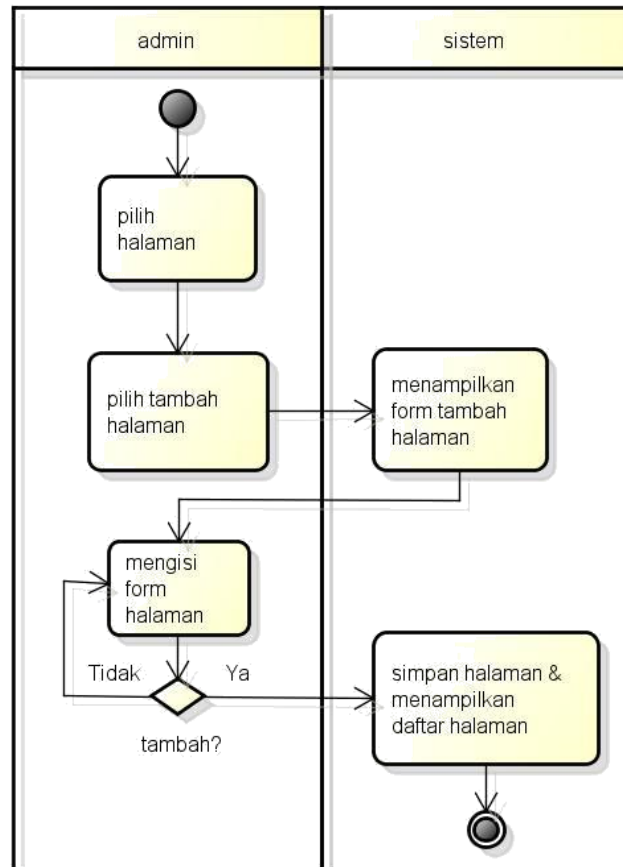 admin
sistem
pilih
halaman
pilih tambah
halaman
menampilkan
form tambah
halaman
mengisi
form
halaman
Tidak
Ya
tambah?
simpan halaman &
menampilkan
daftar halaman